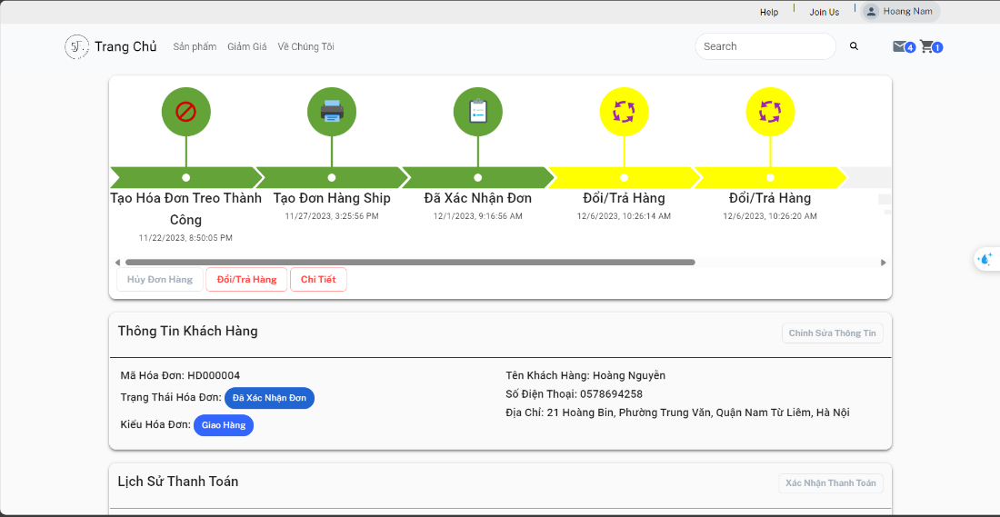 Help
Join Us
Hoang Nam
5T.
Trang Chủ
Sản phẩm
Giảm Giá
Về Chúng Tôi
Search
4
1
Tạo Hóa Đơn Treo Thành Công
11/22/2023, 8:50:05 PM
Tạo Đơn Hàng Ship
11/27/2023, 3:25:56 PM
Đã Xác Nhận Đơn
12/1/2023, 9:16:56 AM
Đổi/Trả Hàng
12/6/2023, 10:26:14 AM
Đổi/Trả Hàng
12/6/2023, 10:26:20 AM
Hủy Đơn Hàng
Đổi/Trả Hàng
Chi Tiết
Thông Tin Khách Hàng
Chỉnh Sửa Thông Tin
Mã Hóa Đơn: HD000004
Trạng Thái Hóa Đơn: Đã Xác Nhận Đơn
Kiểu Hóa Đơn: Giao Hàng
Tên Khách Hàng: Hoàng Nguyễn
Số Điện Thoại: 0578694258
Địa Chỉ: 21 Hoàng Bin, Phường Trung Văn, Quận Nam Từ Liêm, Hà Nội
Lịch Sử Thanh Toán
Xác Nhận Thanh Toán